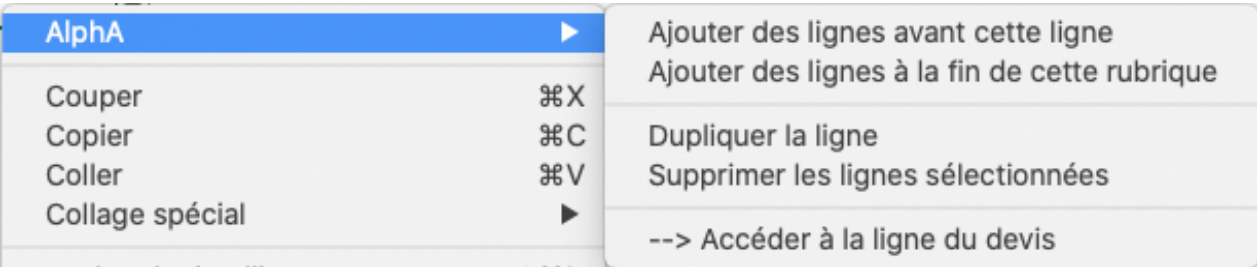 AlphA ▶
Couper ⌘X
Copier ⌘C
Coller ⌘V
Collage spécial ▶
Ajouter des lignes avant cette ligne
Ajouter des lignes à la fin de cette rubrique
Dupliquer la ligne
Supprimer les lignes sélectionnées
--> Accéder à la ligne du devis